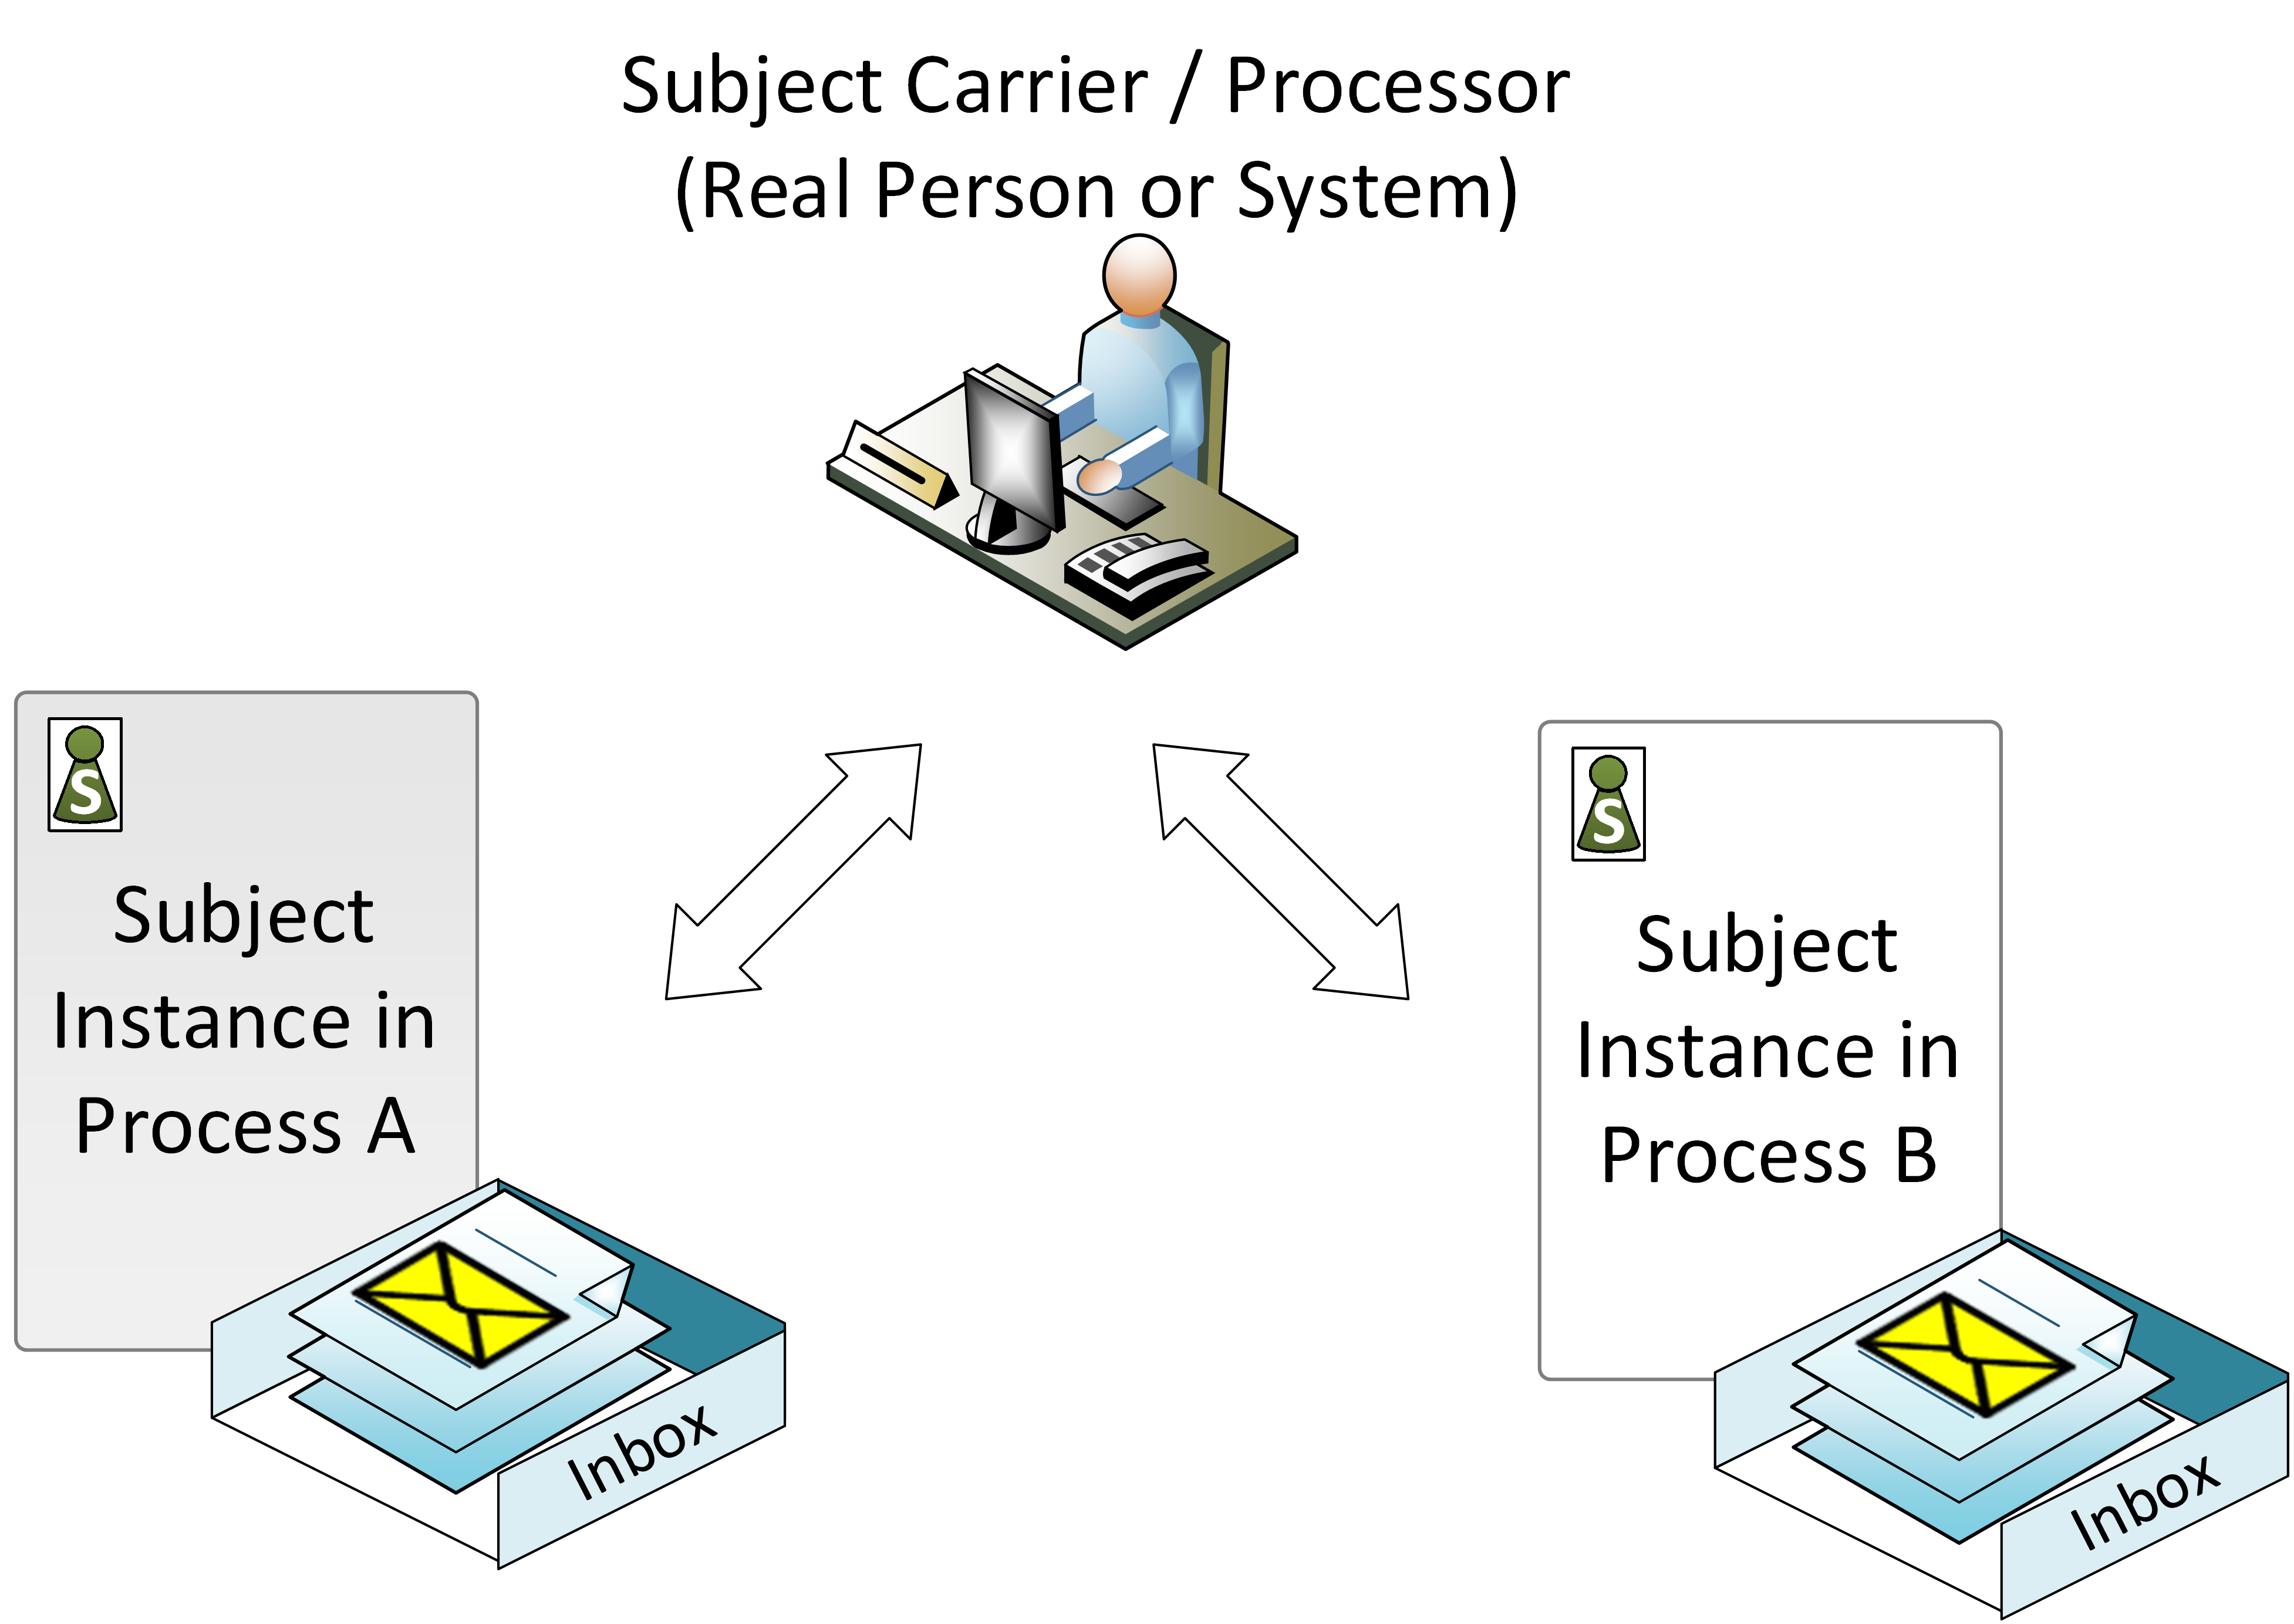 Subject Carrier / Processor
(Real Person or System)
S
Subject
Instance in
Process A
Inbox
S
Subject
Instance in
Process B
Inbox